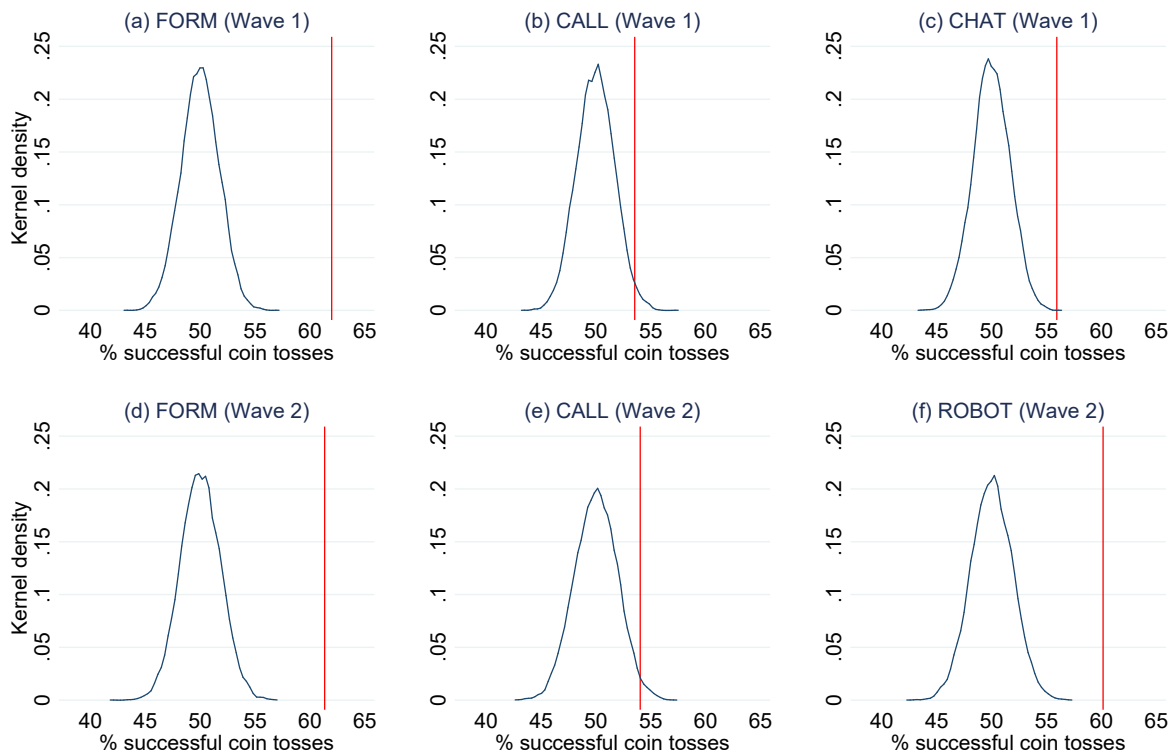 (a) FORM (Wave 1)
(b) CALL (Wave 1)
(c) CHAT (Wave 1)
Kernel density
0 .05 .1 .15 .2 .25
0 .05 .1 .15 .2 .25
0 .05 .1 .15 .2 .25
40 45 50 55 60 65
40 45 50 55 60 65
40 45 50 55 60 65
% successful coin tosses
% successful coin tosses
% successful coin tosses
(d) FORM (Wave 2)
(e) CALL (Wave 2)
(f) ROBOT (Wave 2)
Kernel density
0 .05 .1 .15 .2 .25
0 .05 .1 .15 .2 .25
0 .05 .1 .15 .2 .25
40 45 50 55 60 65
40 45 50 55 60 65
40 45 50 55 60 65
% successful coin tosses
% successful coin tosses
% successful coin tosses